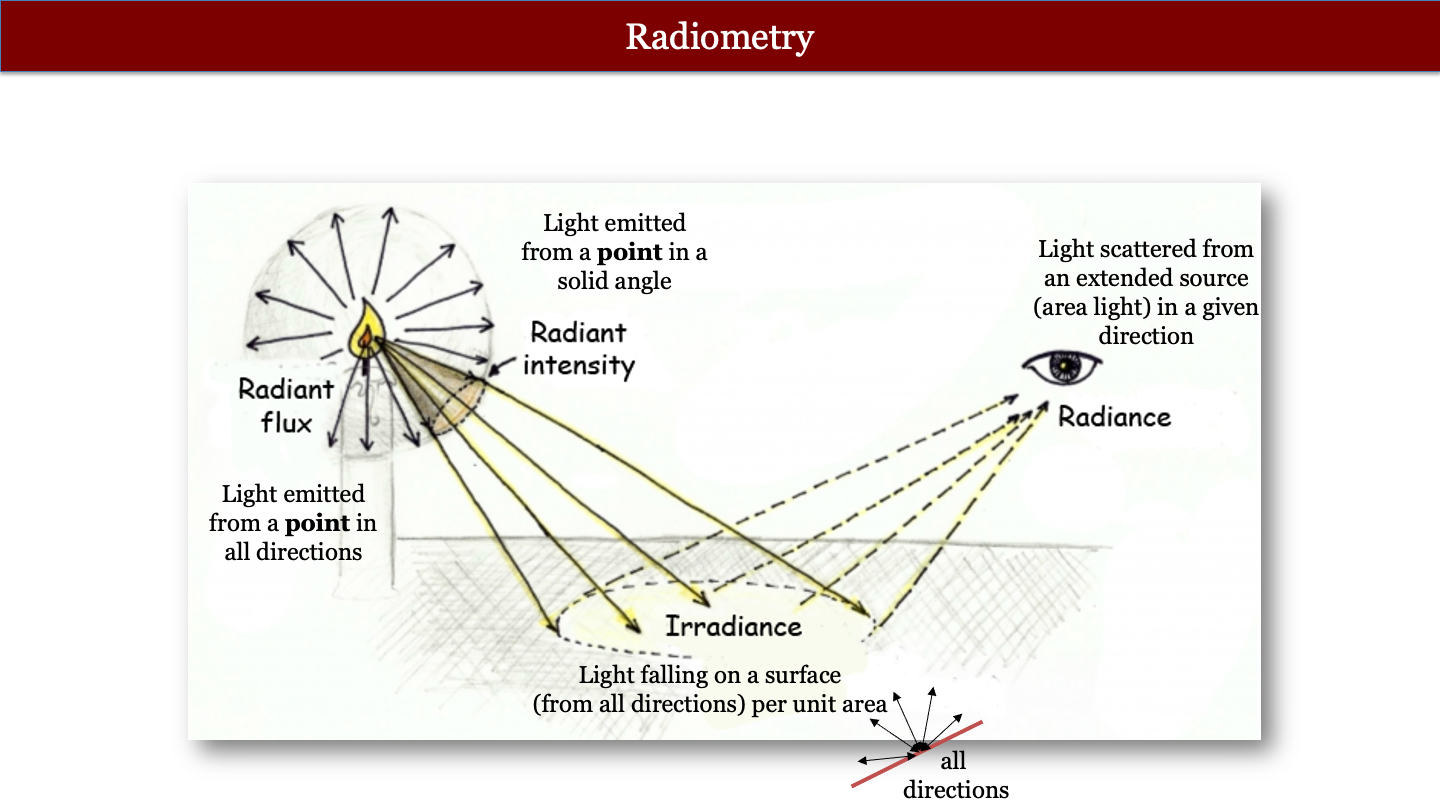 Radiometry
Light emitted
from a point in a
solid angle
Light scattered from
an extended source
(area light) in a given
direction
Radiant
intensity
Radiant
flux
Radiance
Light emitted
from a point in
all directions
Irradiance
Light falling on a surface
(from all directions) per unit area
all
directions